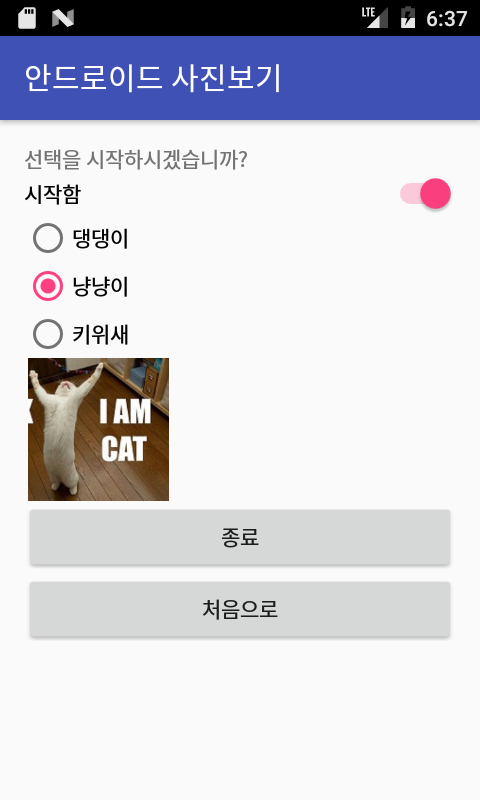 LTE 6:37
안드로이드 사진보기
선택을 시작하시겠습니까?
시작함
댕댕이
냥냥이
키위새
I AM
CAT
종료
처음으로